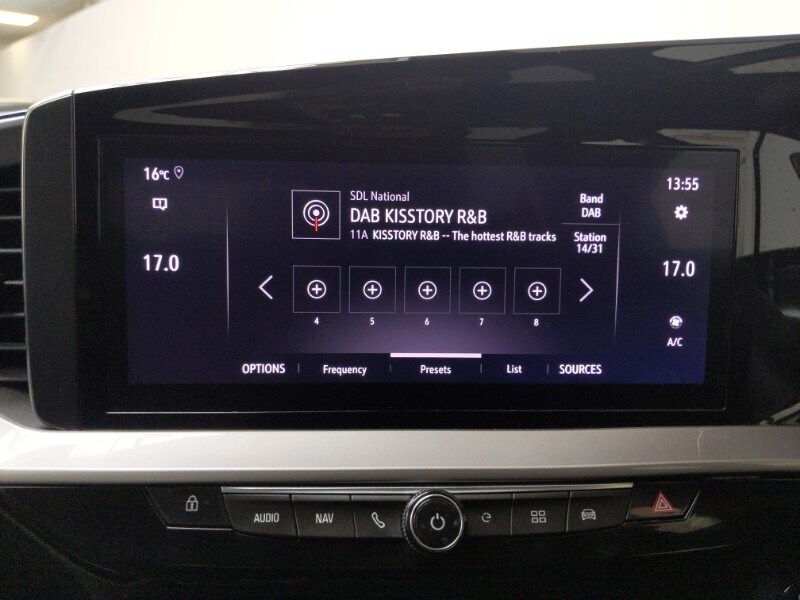 16°C
13:55
SDL National
DAB KISSTORY R&B
11A KISSTORY R&B -- The hottest R&B tracks
Band
DAB
Station
14/31
17.0
17.0
4 5 6 7 8
A/C
OPTIONS Frequency Presets List SOURCES
AUDIO NAV